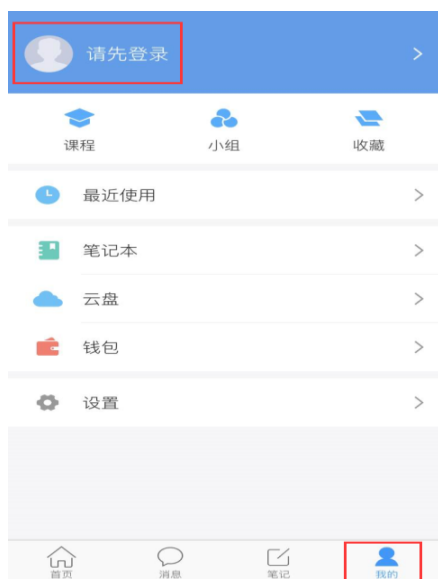 请先登录
课程 小组 收藏
最近使用
笔记本
云盘
钱包
设置
首页 消息 笔记 我的